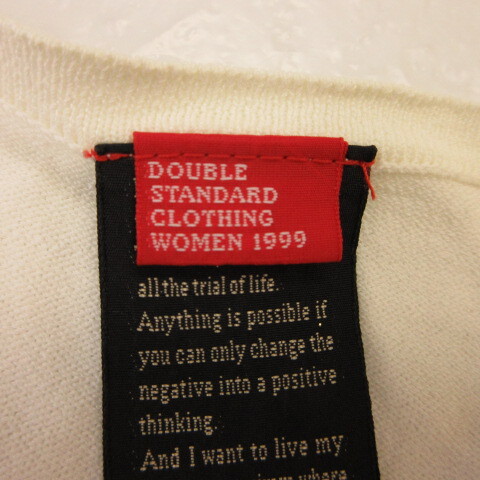 DOUBLE
STANDARD
CLOTHING
WOMEN 1999
all the trial of life.
Anything is possible if
you can only change the
negative into a positive
thinking.
And I want to live my
where